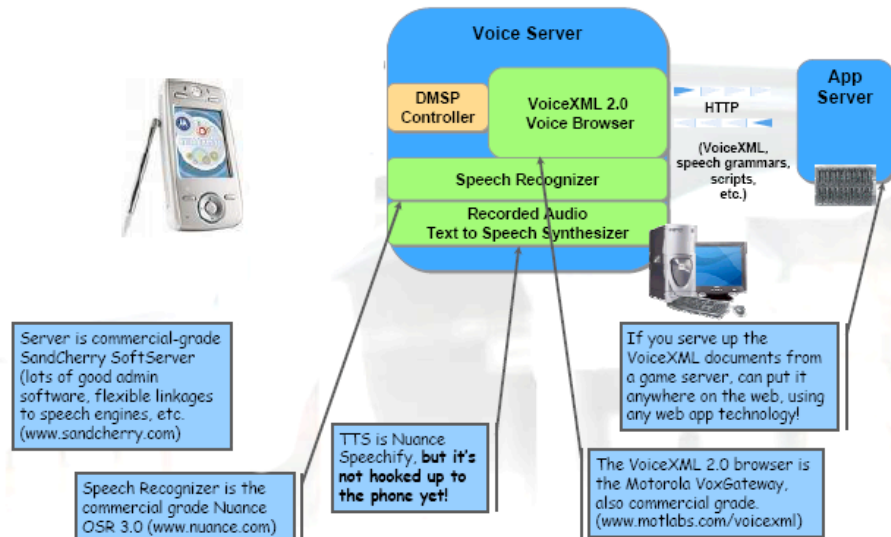 Voice Server
App
Server
DMSP
Controller
VoiceXML 2.0
Voice Browser
HTTP
(VoiceXML,
speech grammars,
scripts,
etc.)
Speech Recognizer
Recorded Audio
Text to Speech Synthesizer
Server is commercial-grade
SandCherry SoftServer
(lots of good admin
software, flexible linkages
to speech engines, etc.
(www.sandcherry.com)
If you serve up the
VoiceXML documents from
a game server, can put it
anywhere on the web, using
any web app technology!
TTS is Nuance
Speechify, but it's
not hooked up to
the phone yet!
The VoiceXML 2.0 browser is
the Motorola VoxGateway,
also commercial grade.
(www.motlabs.com/voicexml)
Speech Recognizer is the
commercial grade Nuance
OSR 3.0 (www.nuance.com)